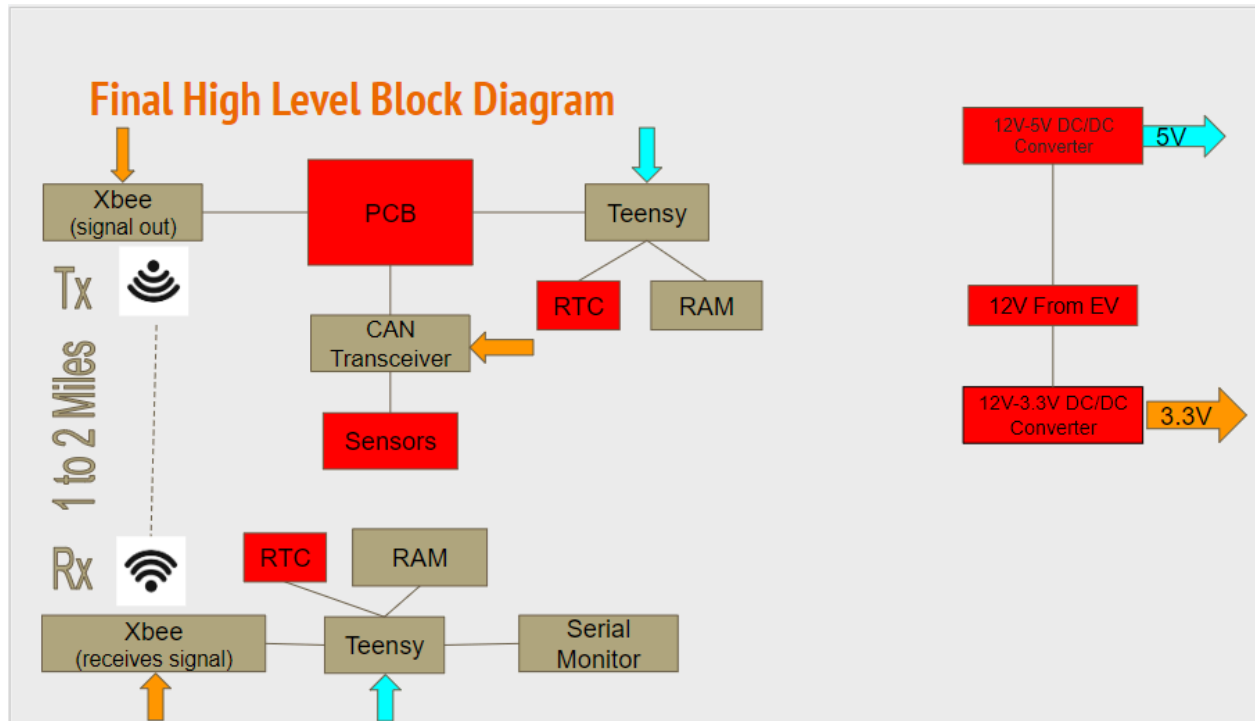 Final High Level Block Diagram
12V-5V DC/DC
Converter
5V
Xbee
(signal out)
PCB
Teensy
Tx
RTC
RAM
12V From EV
CAN
Transceiver
1 to 2 Miles
12V-3.3V DC/DC
Converter
3.3V
Sensors
Rx
RTC
RAM
Xbee
(receives signal)
Teensy
Serial
Monitor